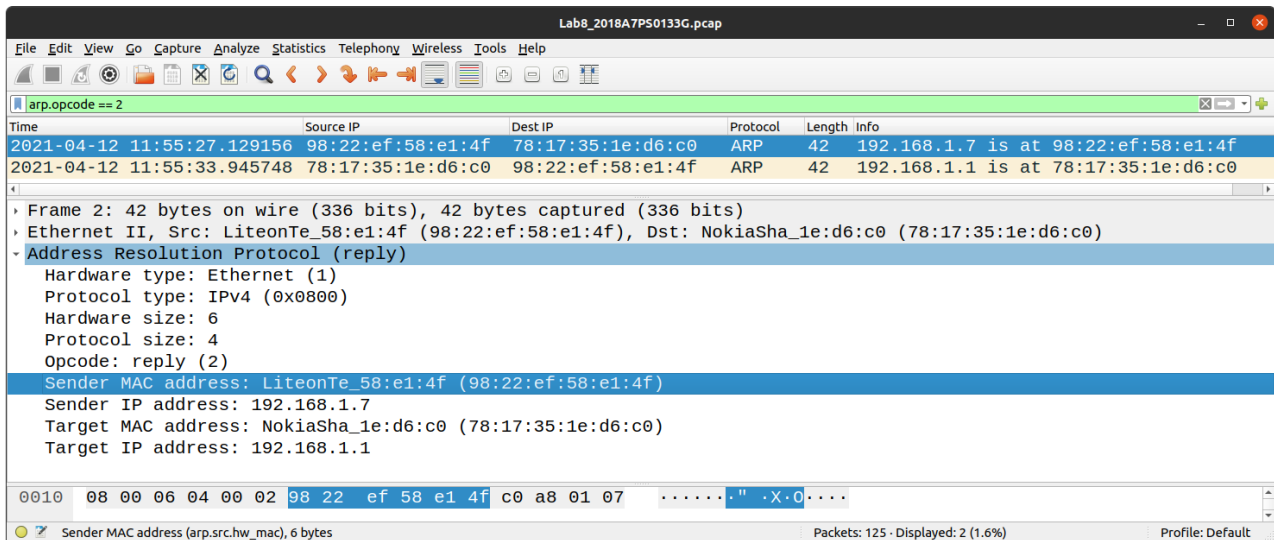 Lab8_2018A7PS0133G.pcap
File Edit View Go Capture Analyze Statistics Telephony Wireless Tools Help
arp.opcode == 2
Time Source IP Dest IP Protocol Length Info
2021-04-12 11:55:27.129156 98:22:ef:58:e1:4f 78:17:35:1e:d6:c0 ARP 42 192.168.1.7 is at 98:22:ef:58:e1:4f
2021-04-12 11:55:33.945748 78:17:35:1e:d6:c0 98:22:ef:58:e1:4f ARP 42 192.168.1.1 is at 78:17:35:1e:d6:c0
Frame 2: 42 bytes on wire (336 bits), 42 bytes captured (336 bits)
Ethernet II, Src: LiteonTe_58:e1:4f (98:22:ef:58:e1:4f), Dst: NokiaSha_1e:d6:c0 (78:17:35:1e:d6:c0)
Address Resolution Protocol (reply)
Hardware type: Ethernet (1)
Protocol type: IPv4 (0x0800)
Hardware size: 6
Protocol size: 4
Opcode: reply (2)
Sender MAC address: LiteonTe_58:e1:4f (98:22:ef:58:e1:4f)
Sender IP address: 192.168.1.7
Target MAC address: NokiaSha_1e:d6:c0 (78:17:35:1e:d6:c0)
Target IP address: 192.168.1.1
0010 08 00 06 04 00 02 98 22 ef 58 e1 4f c0 a8 01 07 ·······" ·X·O····
Sender MAC address (arp.src.hw_mac), 6 bytes Packets: 125 · Displayed: 2 (1.6%) Profile: Default